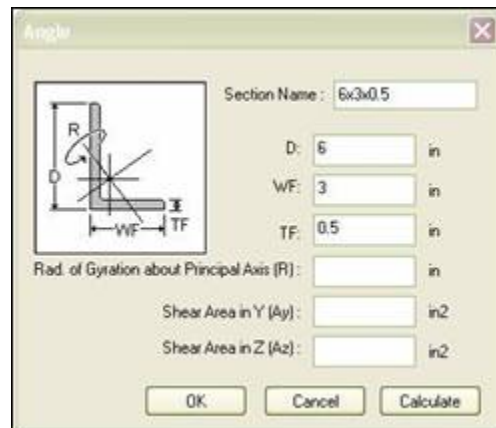 Angle
Section Name : 6x3x0.5
R
D
WF
TF
D: 6 in
WF: 3 in
TF: 0.5 in
Rad. of Gyration about Principal Axis (R) : in
Shear Area in Y (Ay) : in2
Shear Area in Z (Az) : in2
OK Cancel Calculate